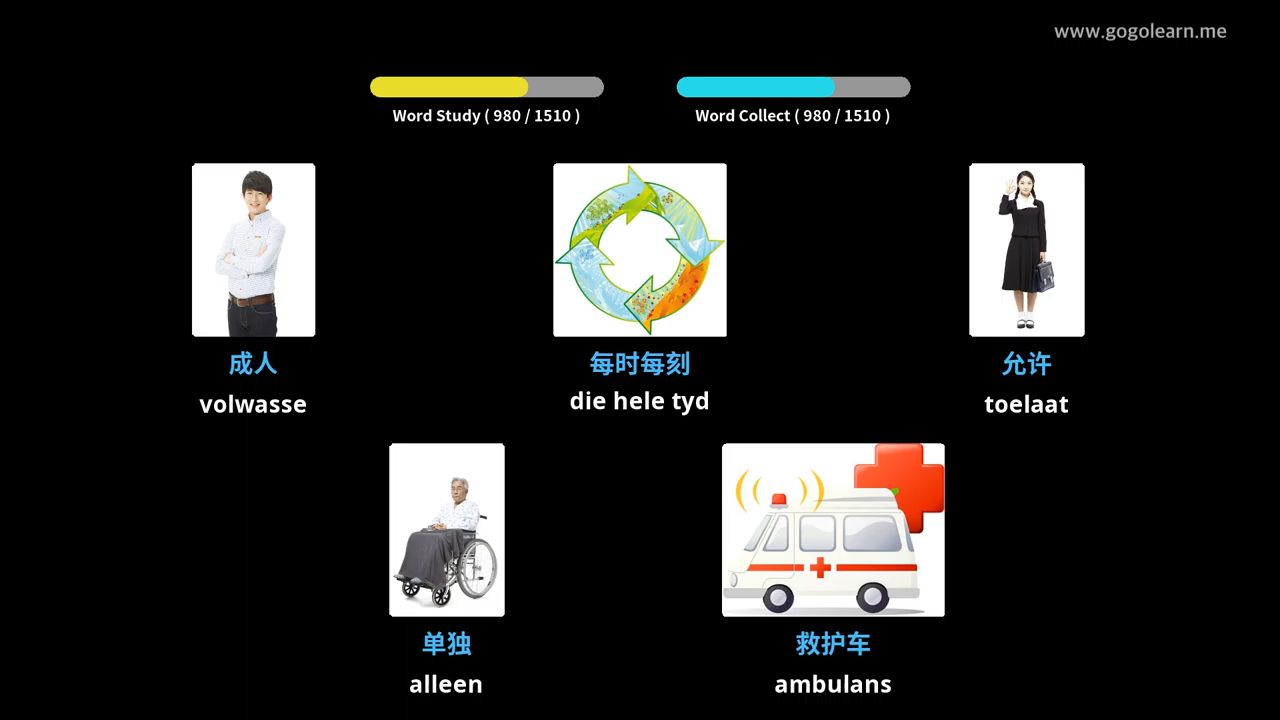 www.gogolearn.me
Word Study ( 980 / 1510 )
Word Collect ( 980 / 1510 )
成人
每时每刻
允许
volwasse
die hele tyd
toelaat
单独
救护车
alleen
ambulans